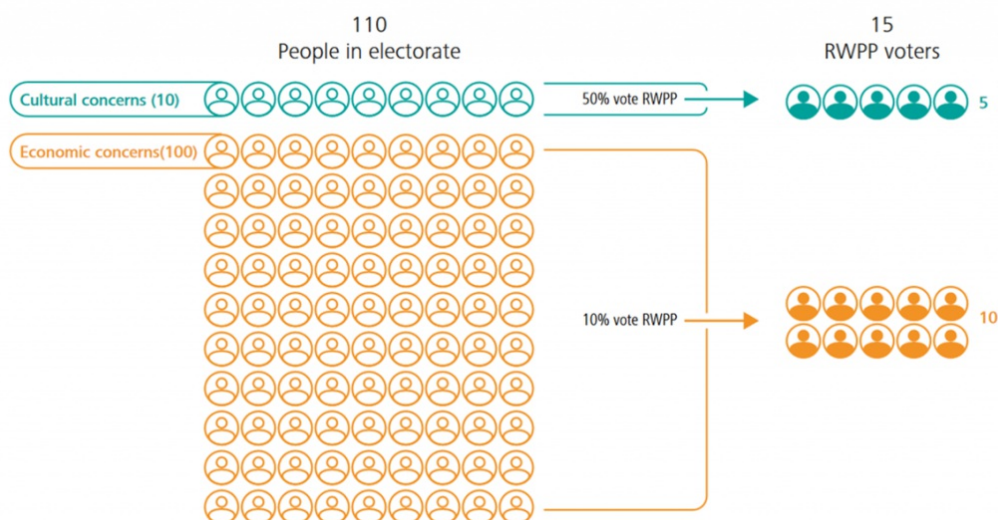 110
People in electorate
15
RWPP voters
Cultural concerns (10)
50% vote RWPP
5
Economic concerns(100)
10% vote RWPP
10